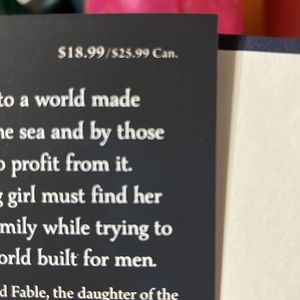 $18.99/$25.99 Can.
to a world made
ne sea and by those
o profit from it.
g girl must find her
mily while trying to
orld built for men.
d Fable, the daughter of the